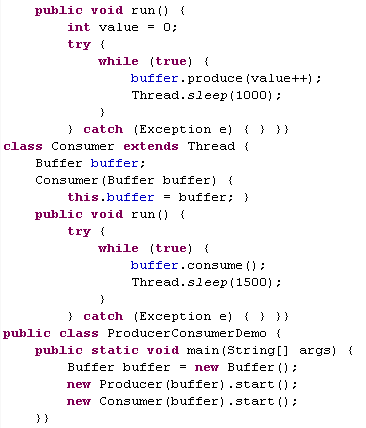 public void run() {
int value = 0;
try {
while (true) {
buffer.produce(value++);
Thread.sleep(1000);
}
} catch (Exception e) { } }}
class Consumer extends Thread {
Buffer buffer;
Consumer(Buffer buffer) {
this.buffer = buffer; }
public void run() {
try {
while (true) {
buffer.consume();
Thread.sleep(1500);
}
} catch (Exception e) { } }}
public class ProducerConsumerDemo {
public static void main(String[] args) {
Buffer buffer = new Buffer();
new Producer(buffer).start();
new Consumer(buffer).start();
}}